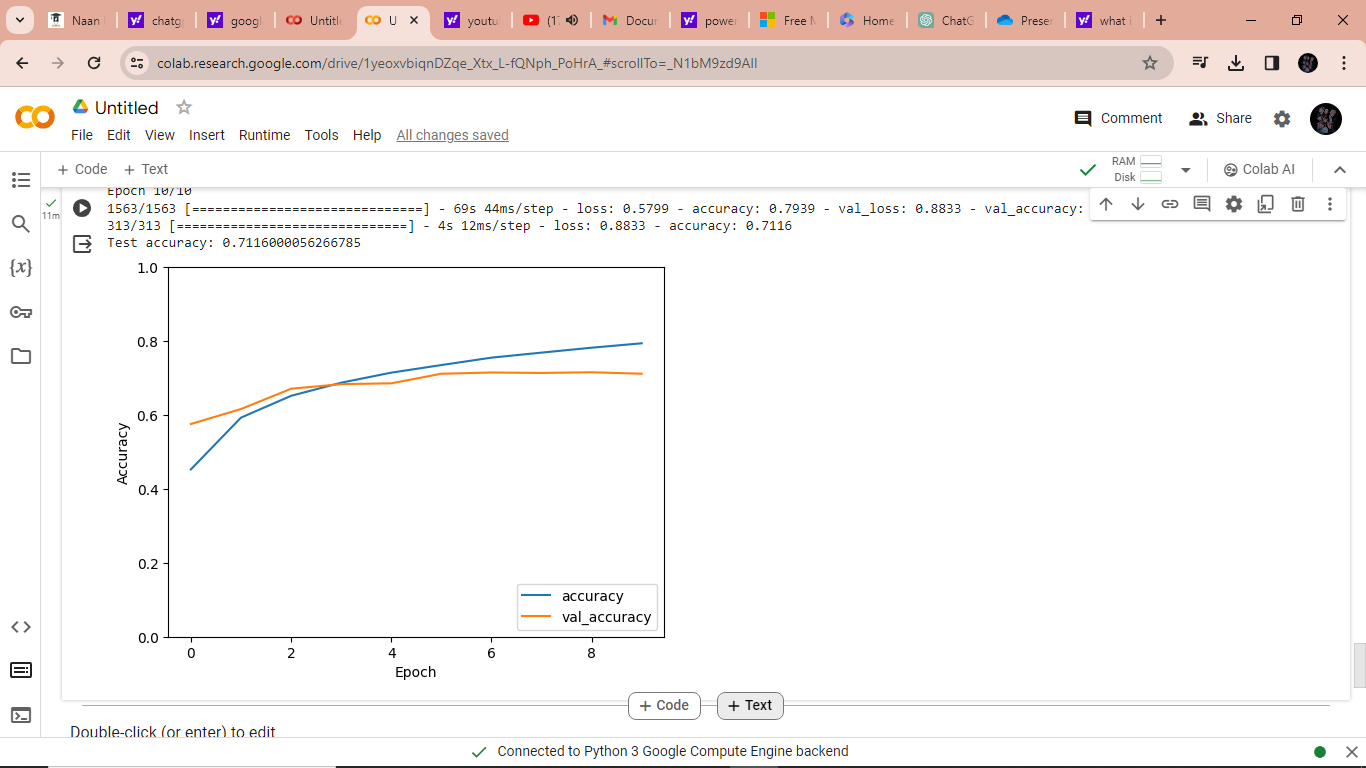 Naan
chatg
googl
Untitle
U
youtu
(1
Docur
power
Free M
Home
ChatG
Preser
what i
colab.research.google.com/drive/1yeoxvbiqnDZqe_Xtx_L-fQNph_PoHrA_#scrollTo=_N1bM9zd9AlI
Untitled
File Edit View Insert Runtime Tools Help All changes saved
Comment Share
+ Code + Text
RAM
Disk
Colab AI
Epoch 10/10
11m
1563/1563 [==============================] - 69s 44ms/step - loss: 0.5799 - accuracy: 0.7939 - val_loss: 0.8833 - val_accuracy:
313/313 [==============================] - 4s 12ms/step - loss: 0.8833 - accuracy: 0.7116
Test accuracy: 0.7116000056266785
{x}
1.0
0.8
0.6
0.4
0.2
0.0
Accuracy
accuracy
val_accuracy
0 2 4 6 8
Epoch
+ Code + Text
Double-click (or enter) to edit
Connected to Python 3 Google Compute Engine backend